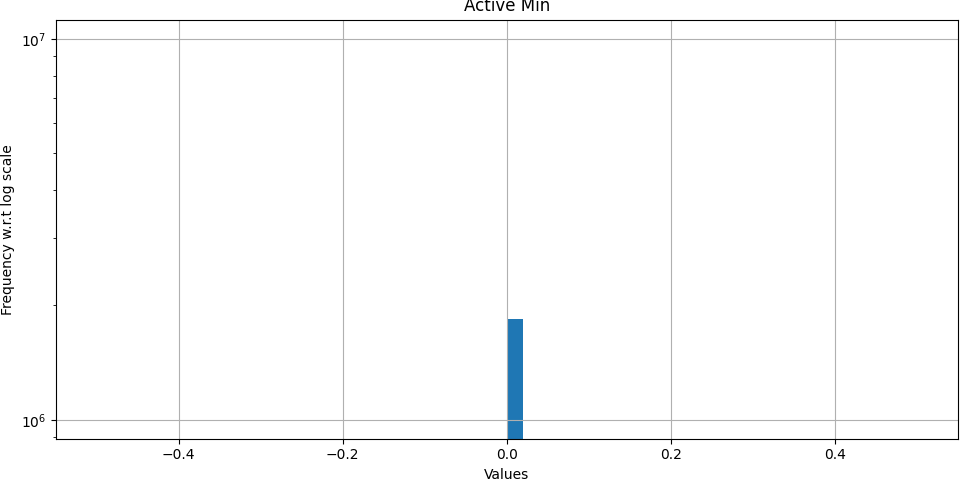 Active Min
10⁷
10⁶
Frequency w.r.t log scale
−0.4 −0.2 0.0 0.2 0.4
Values